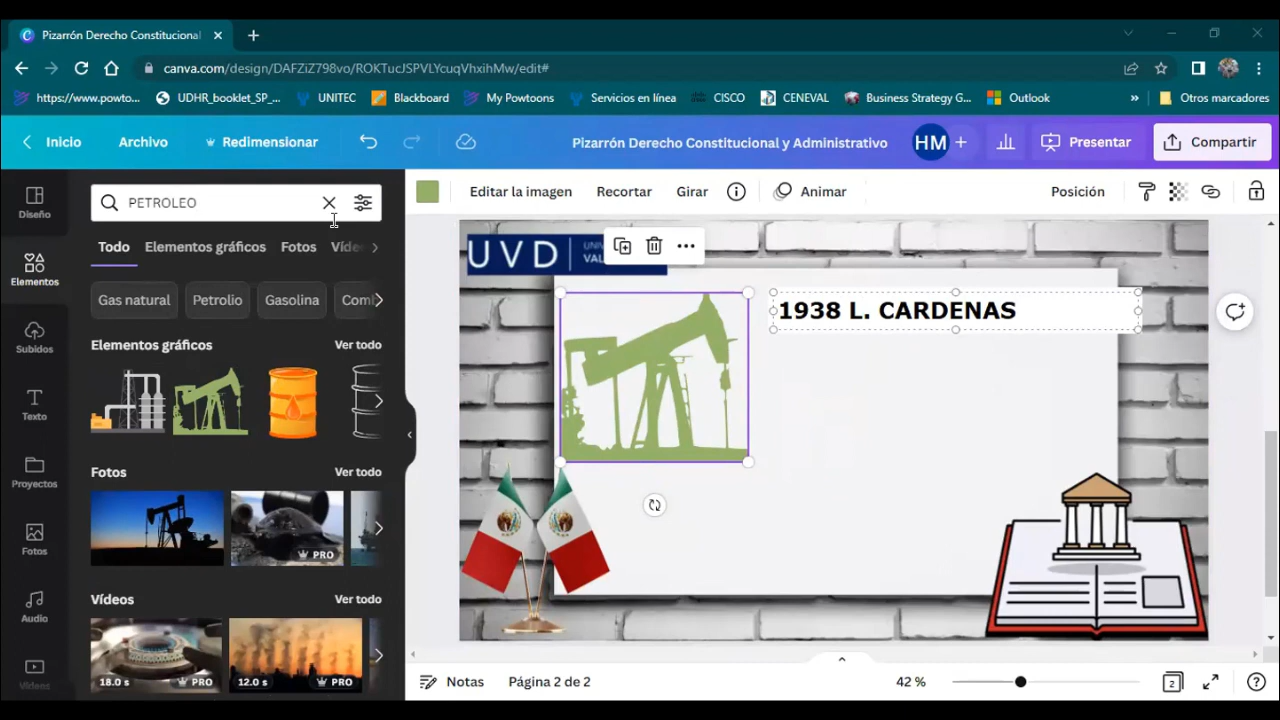 Pizarrón Derecho Constitucional
canva.com/design/DAFZiZ798vo/ROKTucJSPVLYcuqVhxihMw/edit#
https://www.powto...
UDHR_booklet_SP_...
UNITEC
Blackboard
My Powtoons
Servicios en línea
CISCO
CENEVAL
Business Strategy G...
Outlook
»
Otros marcadores
Inicio
Archivo
Redimensionar
Pizarrón Derecho Constitucional y Administrativo
HM
Presentar
Compartir
Diseño
Elementos
Subidos
Texto
Proyectos
Fotos
Audio
Vídeos
PETROLEO
Todo
Elementos gráficos
Fotos
Víde
Gas natural
Petrolio
Gasolina
Comb
Elementos gráficos
Ver todo
Fotos
Ver todo
PRO
Vídeos
Ver todo
18.0 s
PRO
12.0 s
PRO
Editar la imagen
Recortar
Girar
Animar
Posición
UVD
1938 L. CARDENAS
Notas
Página 2 de 2
42 %
2